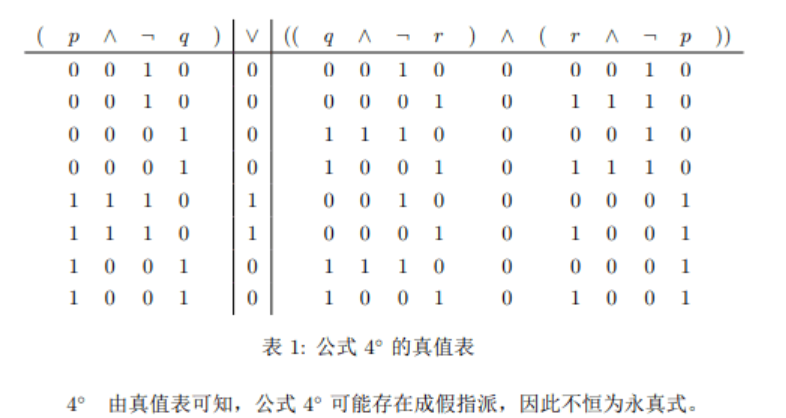 ( p ∧ ¬ q ) ∨ (( q ∧ ¬ r ) ∧ ( r ∧ ¬ p ))
0 0 1 0 0 0 0 1 0 0 0 0 1 0
0 0 1 0 0 0 0 0 1 0 1 1 1 0
0 0 0 1 0 1 1 1 0 0 0 0 1 0
0 0 0 1 0 1 0 0 1 0 1 1 1 0
1 1 1 0 1 0 0 1 0 0 0 0 0 1
1 1 1 0 1 0 0 0 1 0 1 0 0 1
1 0 0 1 0 1 1 1 0 0 0 0 0 1
1 0 0 1 0 1 0 0 1 0 1 0 0 1
表 1: 公式 4° 的真值表
4° 由真值表可知，公式 4° 可能存在成假指派，因此不恒为永真式。